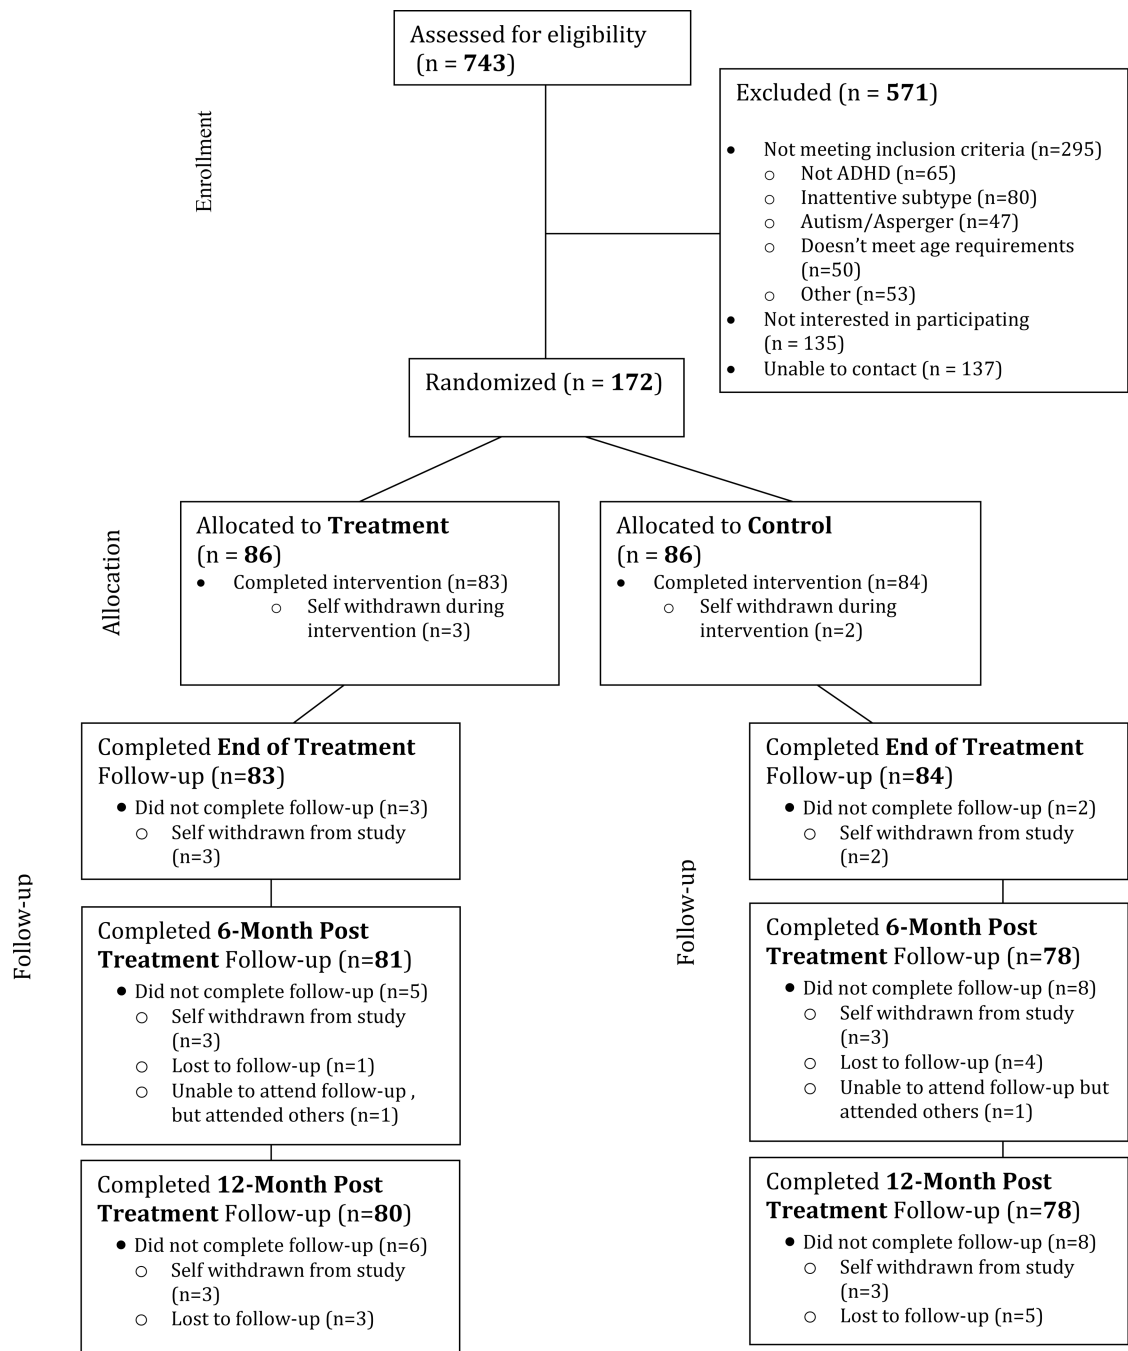 Assessed for eligibility
(n = 743)
Enrollment
Excluded (n = 571)
• Not meeting inclusion criteria (n=295)
o Not ADHD (n=65)
o Inattentive subtype (n=80)
o Autism/Asperger (n=47)
o Doesn't meet age requirements
(n=50)
o Other (n=53)
• Not interested in participating
(n = 135)
• Unable to contact (n = 137)
Randomized (n = 172)
Allocation
Allocated to Treatment
(n = 86)
• Completed intervention (n=83)
o Self withdrawn during
intervention (n=3)
Allocated to Control
(n = 86)
• Completed intervention (n=84)
o Self withdrawn during
intervention (n=2)
Follow-up
Completed End of Treatment
Follow-up (n=83)
• Did not complete follow-up (n=3)
o Self withdrawn from study
(n=3)
Completed 6-Month Post
Treatment Follow-up (n=81)
• Did not complete follow-up (n=5)
o Self withdrawn from study
(n=3)
o Lost to follow-up (n=1)
o Unable to attend follow-up ,
but attended others (n=1)
Completed 12-Month Post
Treatment Follow-up (n=80)
• Did not complete follow-up (n=6)
o Self withdrawn from study
(n=3)
o Lost to follow-up (n=3)
Follow-up
Completed End of Treatment
Follow-up (n=84)
• Did not complete follow-up (n=2)
o Self withdrawn from study
(n=2)
Completed 6-Month Post
Treatment Follow-up (n=78)
• Did not complete follow-up (n=8)
o Self withdrawn from study
(n=3)
o Lost to follow-up (n=4)
o Unable to attend follow-up but
attended others (n=1)
Completed 12-Month Post
Treatment Follow-up (n=78)
• Did not complete follow-up (n=8)
o Self withdrawn from study
(n=3)
o Lost to follow-up (n=5)